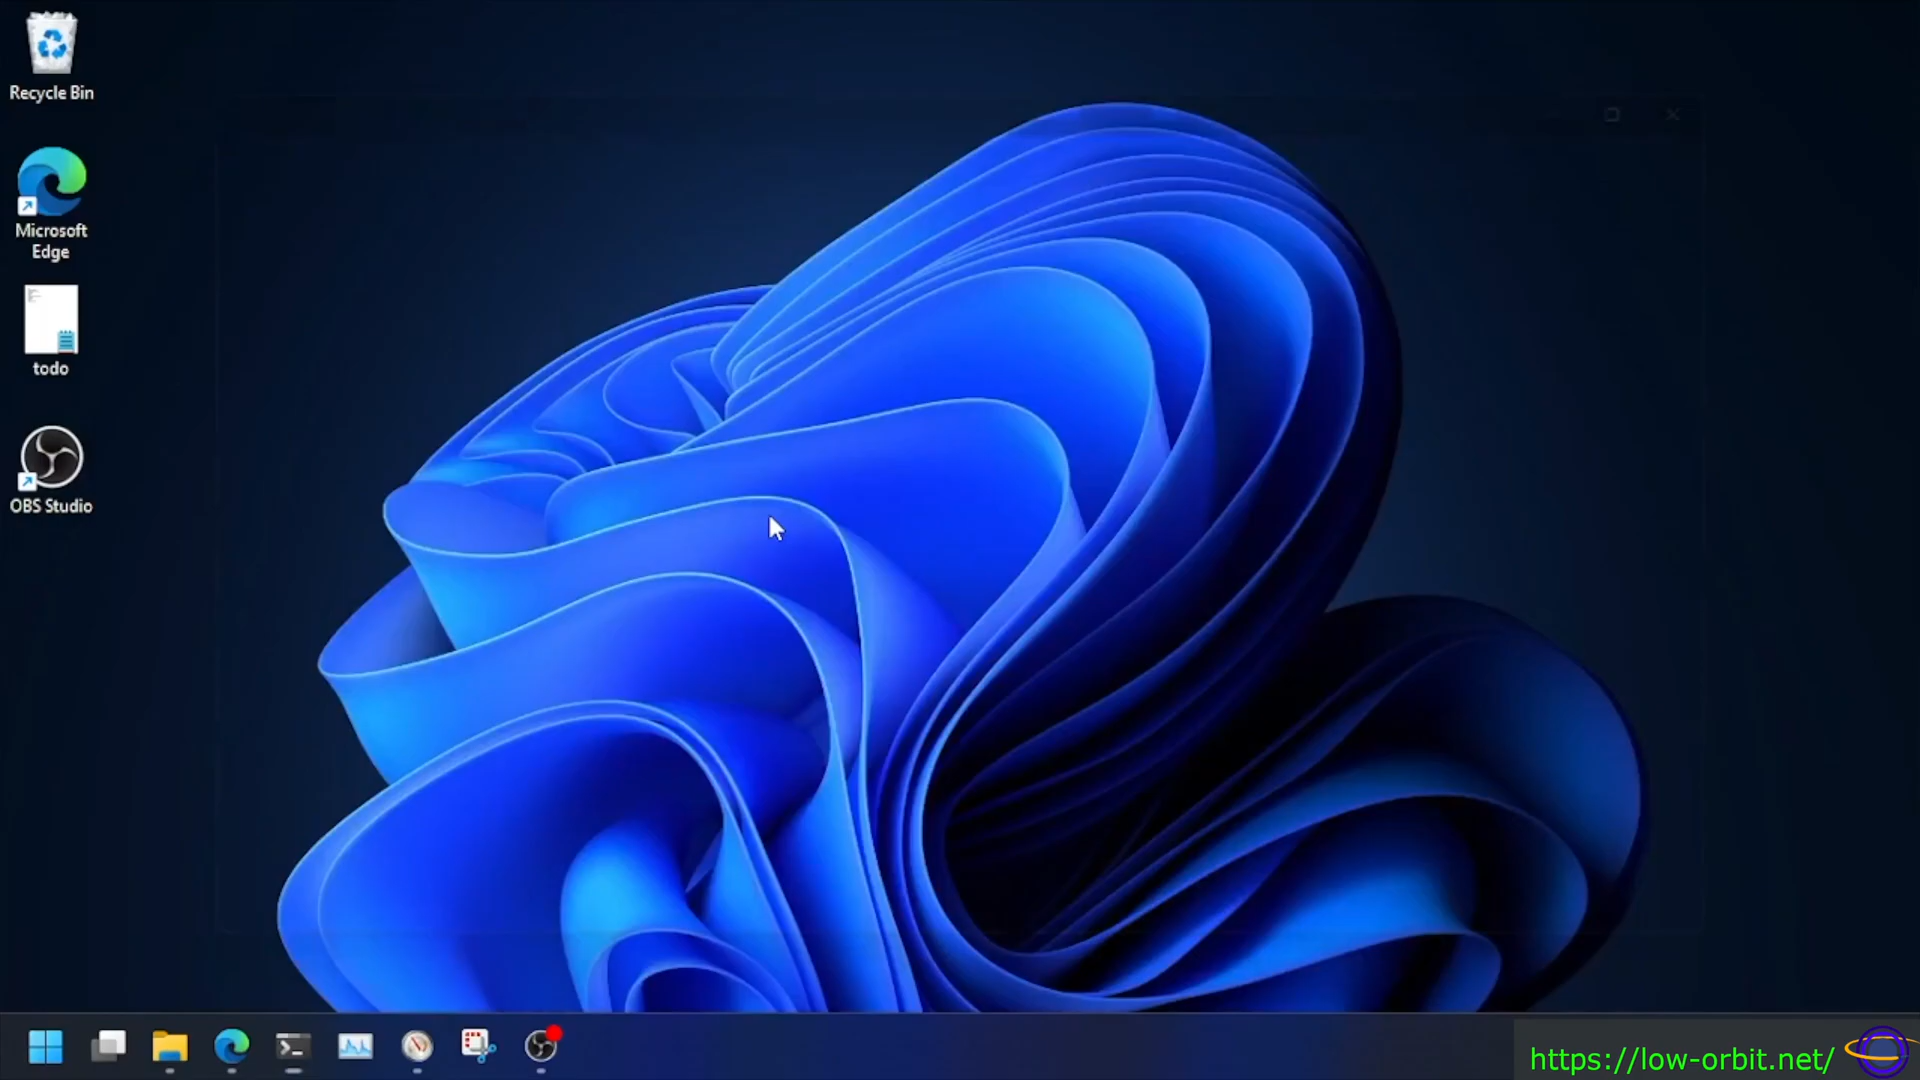 Recycle Bin
Microsoft
Edge
todo
OBS Studio
https://low-orbit.net/